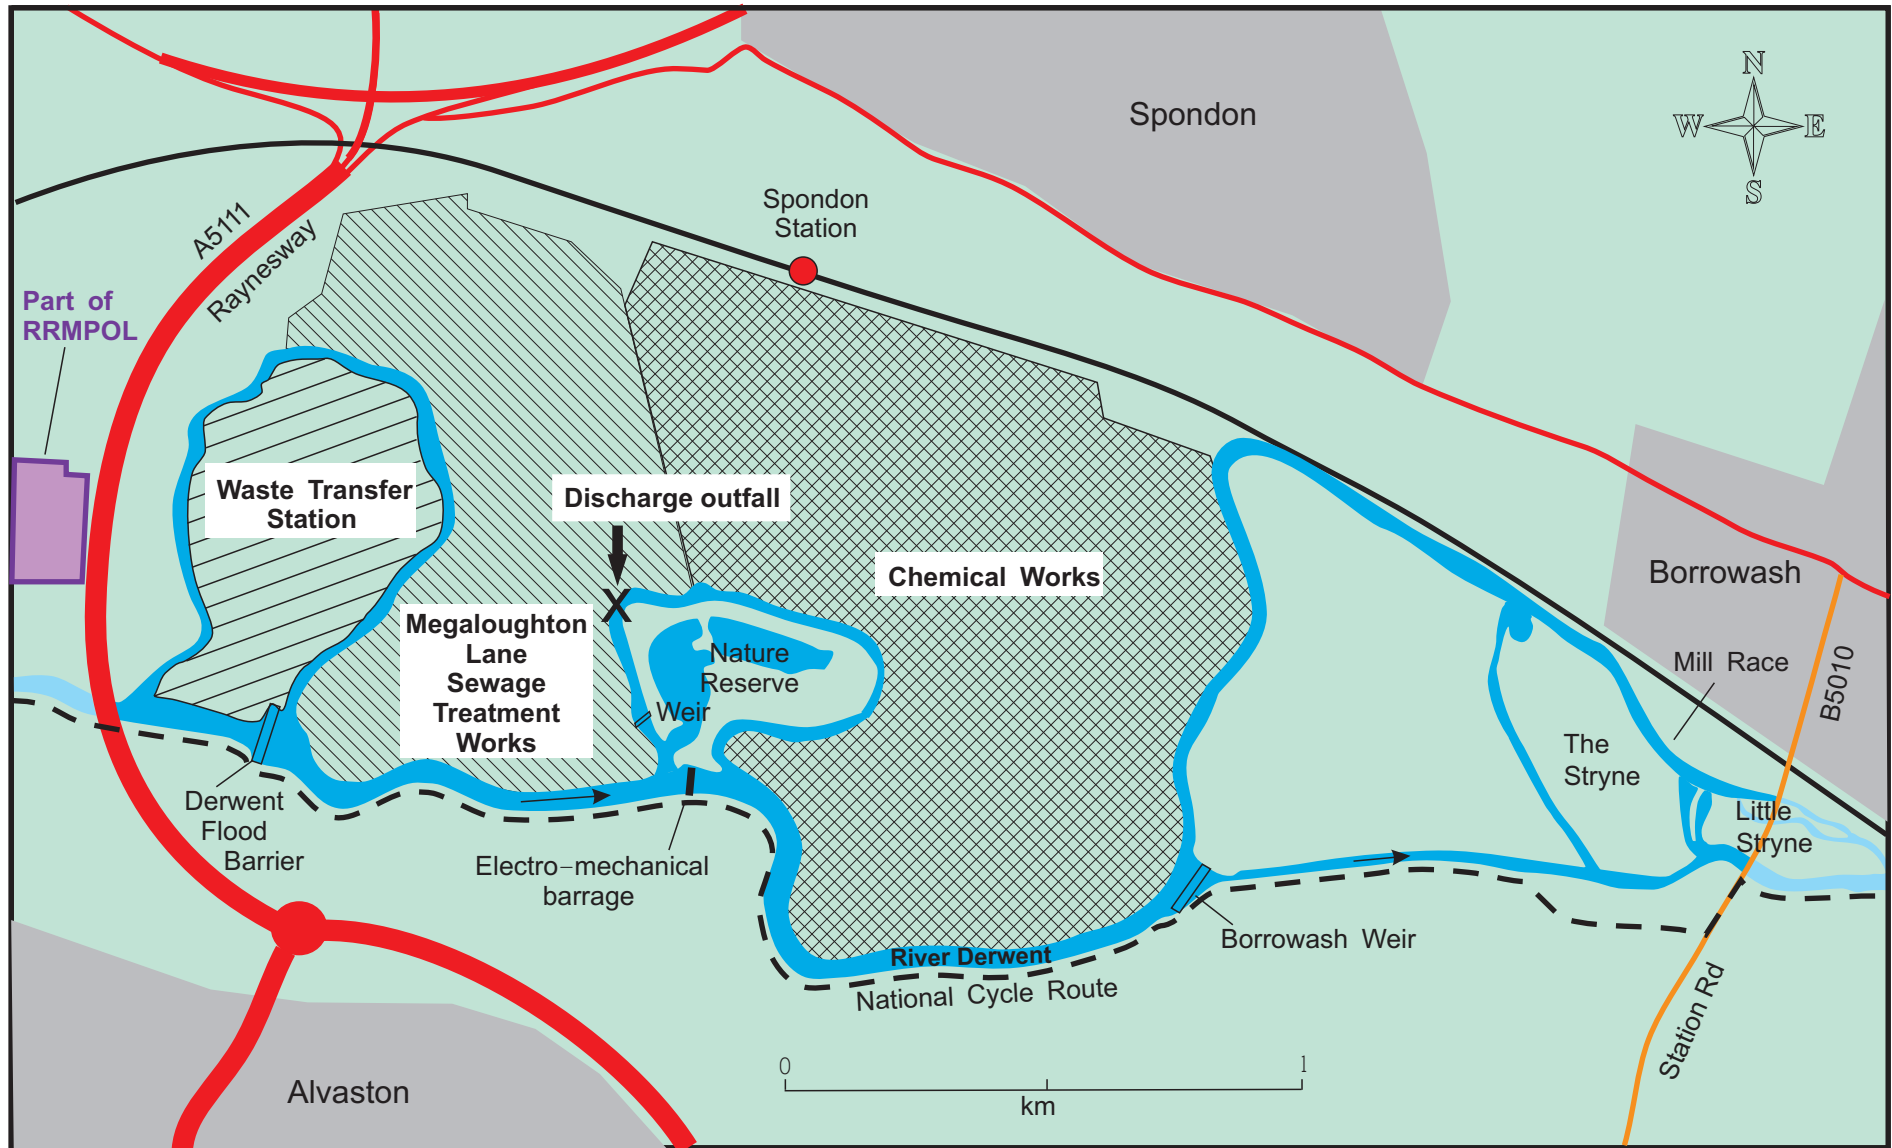 N
W
E
S
Spondon
Spondon
Station
A5111
Raynesway
Part of
RRMPOL
Waste Transfer
Station
Discharge outfall
X
Chemical Works
Megaloughton
Lane
Sewage
Treatment
Works
Nature
Reserve
Weir
Borrowash
Mill Race
B5010
The
Stryne
Little
Stryne
Derwent
Flood
Barrier
Electro-mechanical
barrage
Borrowash Weir
River Derwent
National Cycle Route
Station Rd
Alvaston
0
1
km